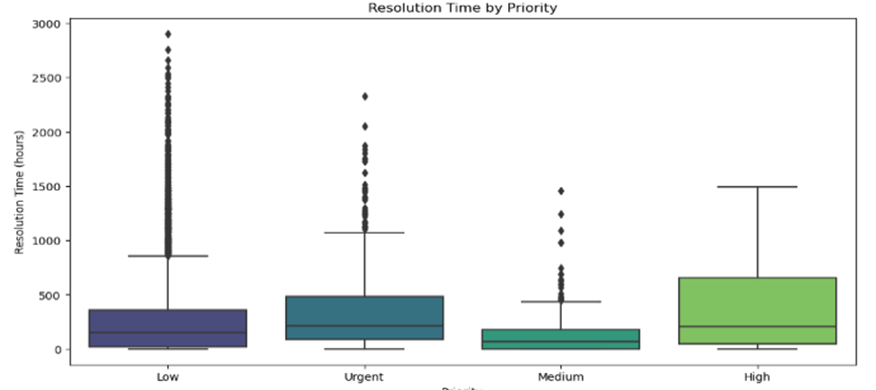 Resolution Time by Priority
Resolution Time (hours)
3000
2500
2000
1500
1000
500
0
Low Urgent Medium High